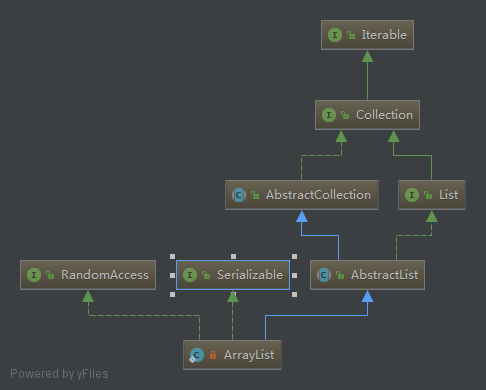 I Iterable
I Collection
C AbstractCollection
I List
I RandomAccess
I Serializable
C AbstractList
C ArrayList
Powered by yFiles